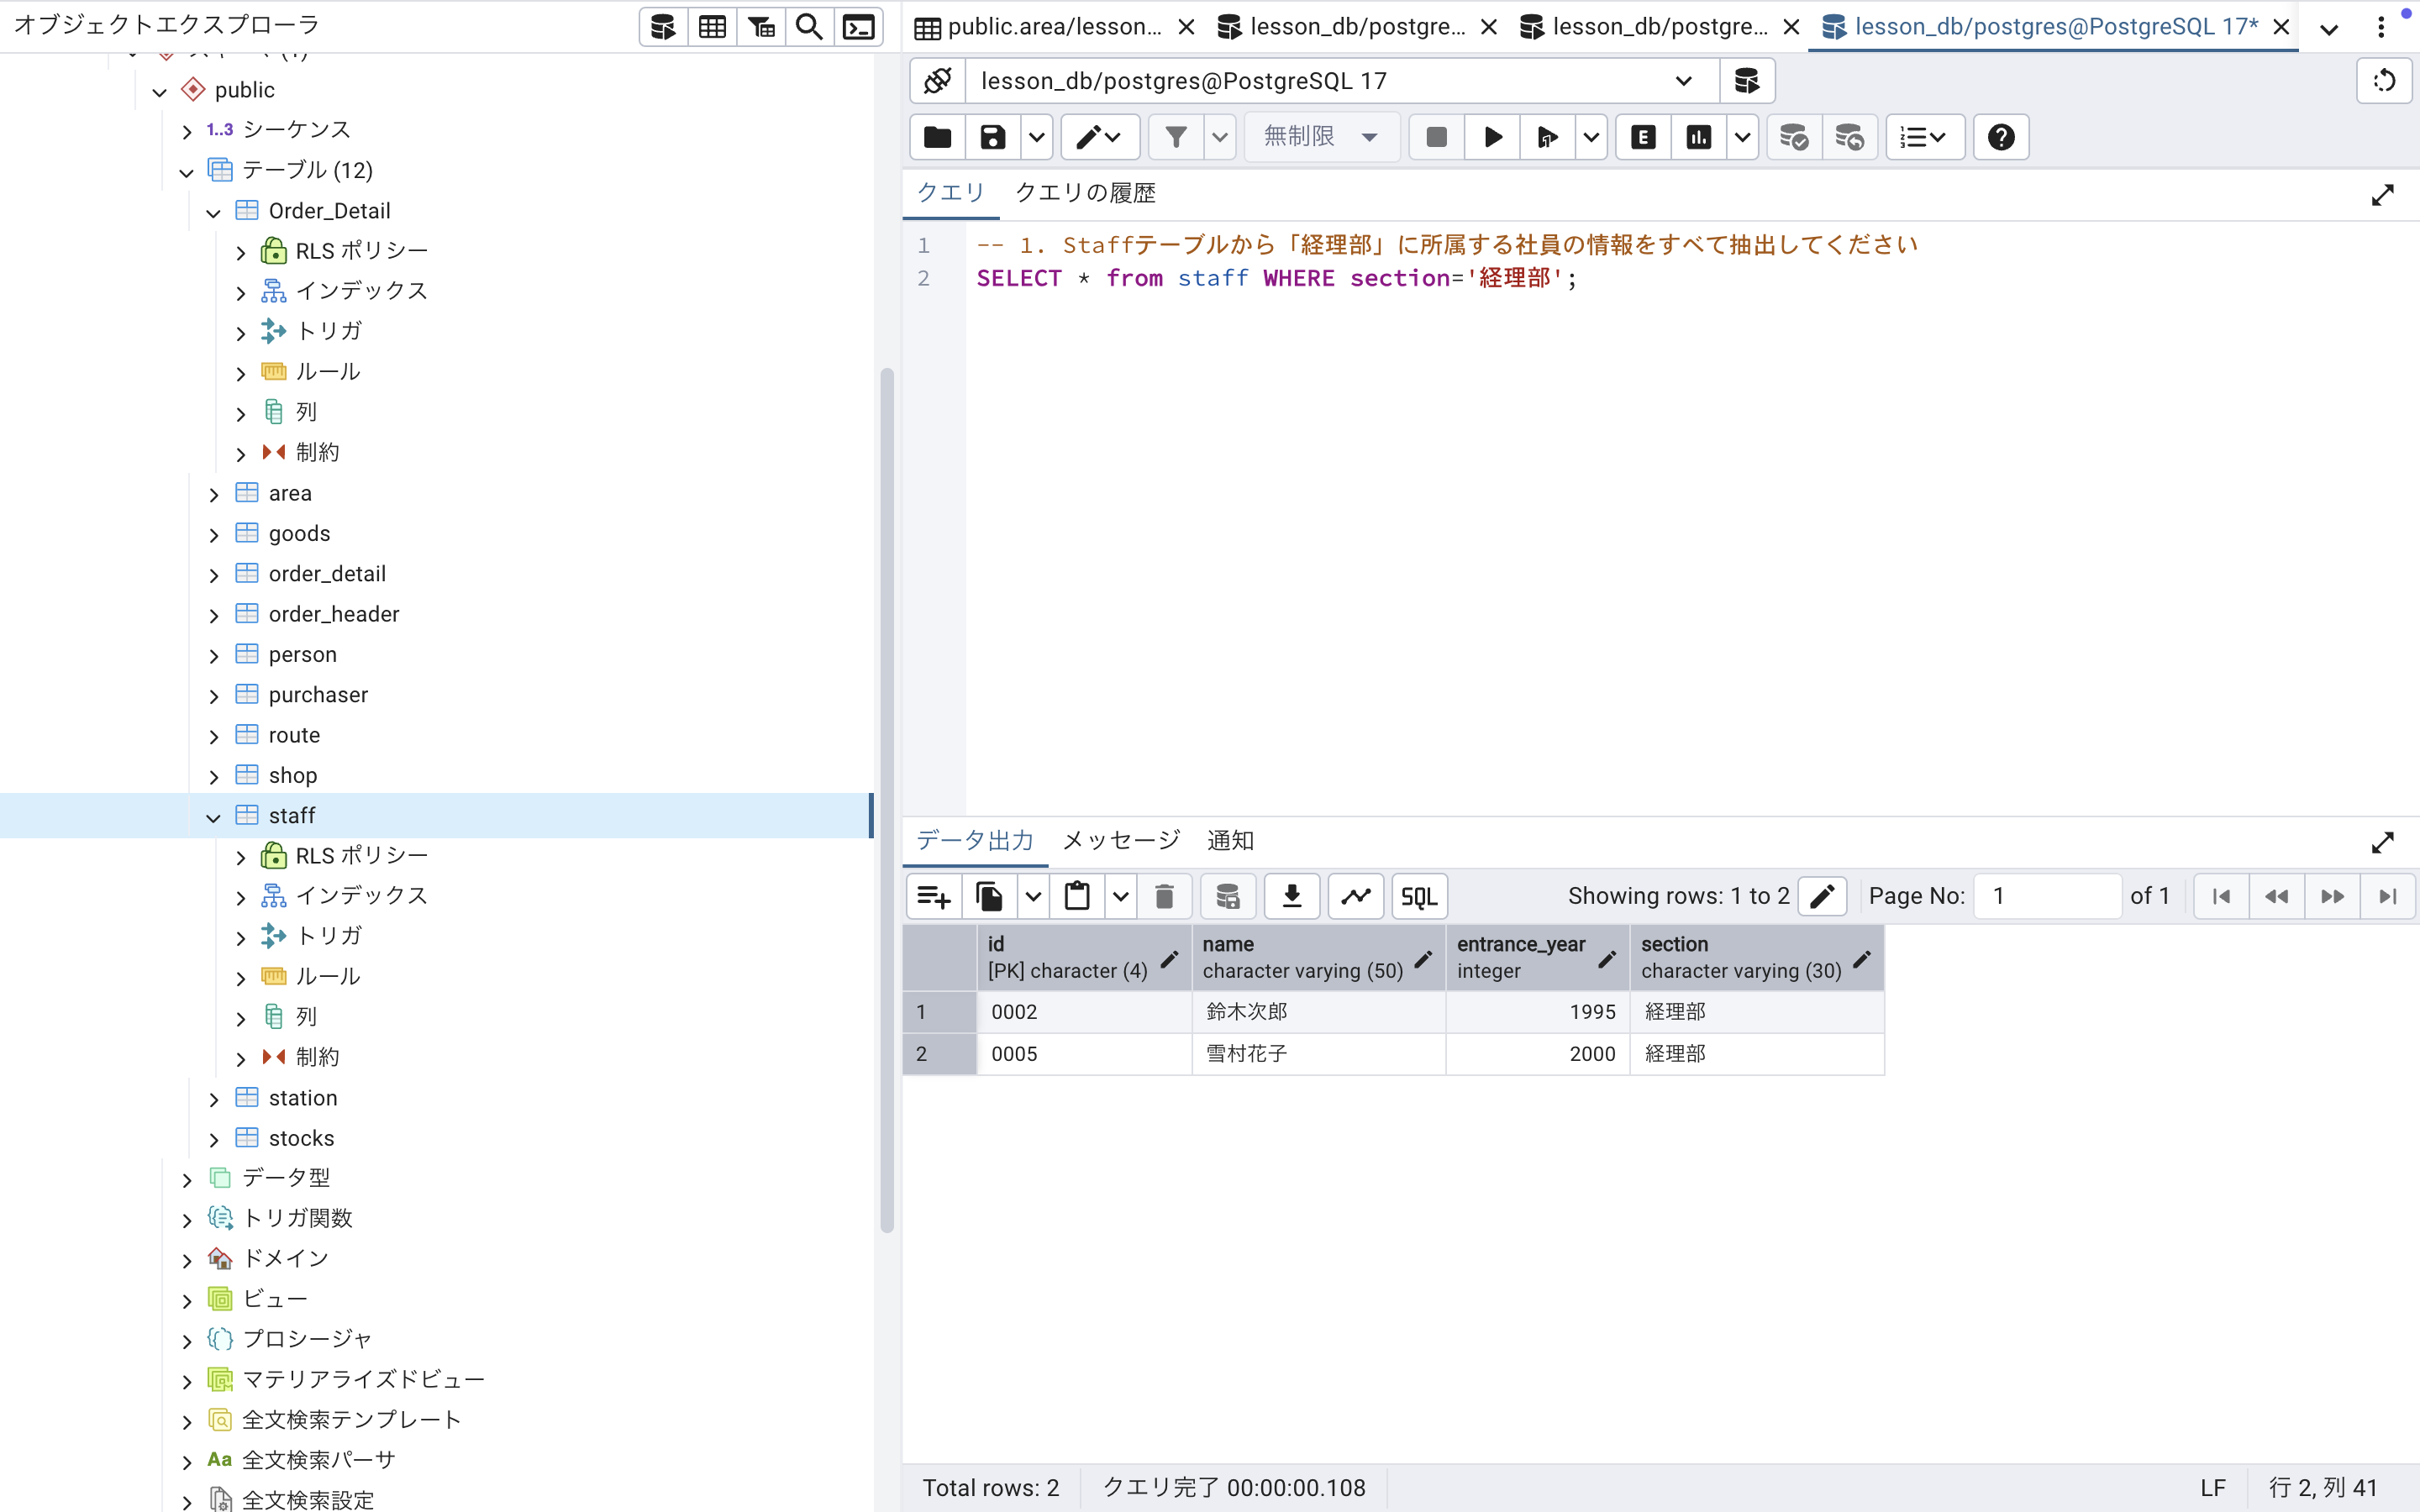 オブジェクトエクスプローラ
public
1..3 シーケンス
テーブル (12)
Order_Detail
RLS ポリシー
インデックス
トリガ
ルール
列
制約
area
goods
order_detail
order_header
person
purchaser
route
shop
staff
RLS ポリシー
インデックス
トリガ
ルール
列
制約
station
stocks
データ型
トリガ関数
ドメイン
ビュー
プロシージャ
マテリアライズドビュー
全文検索テンプレート
Aa 全文検索パーサ
全文検索設定
public.area/lesson... lesson_db/postgre... lesson_db/postgre... lesson_db/postgres@PostgreSQL 17*
lesson_db/postgres@PostgreSQL 17
無制限 E
クエリ クエリの履歴
1 -- 1. Staffテーブルから「経理部」に所属する社員の情報をすべて抽出してください
2 SELECT * from staff WHERE section='経理部';
データ出力 メッセージ 通知
SQL Showing rows: 1 to 2 Page No: 1 of 1
id name entrance_year section
[PK] character (4) character varying (50) integer character varying (30)
1 0002 鈴木次郎 1995 経理部
2 0005 雪村花子 2000 経理部
Total rows: 2 クエリ完了 00:00:00.108 LF 行 2, 列 41